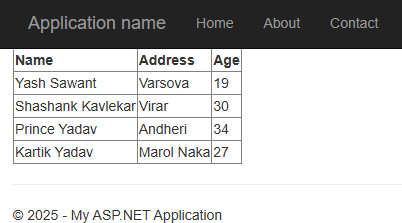 Application name Home About Contact
Name Address Age
Yash Sawant Varsova 19
Shashank Kavlekar Virar 30
Prince Yadav Andheri 34
Kartik Yadav Marol Naka 27
© 2025 - My ASP.NET Application